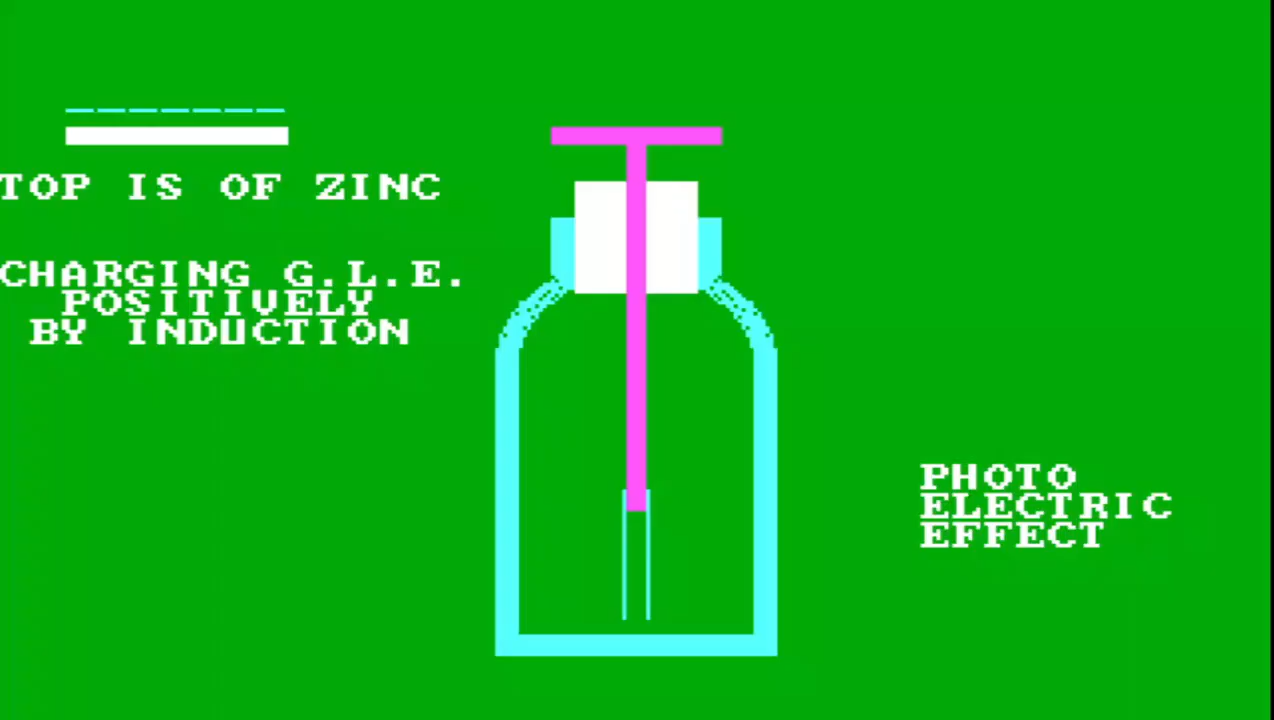 TOP IS OF ZINC
CHARGING G.L.E.
POSITIVELY
BY INDUCTION
PHOTO
ELECTRIC
EFFECT